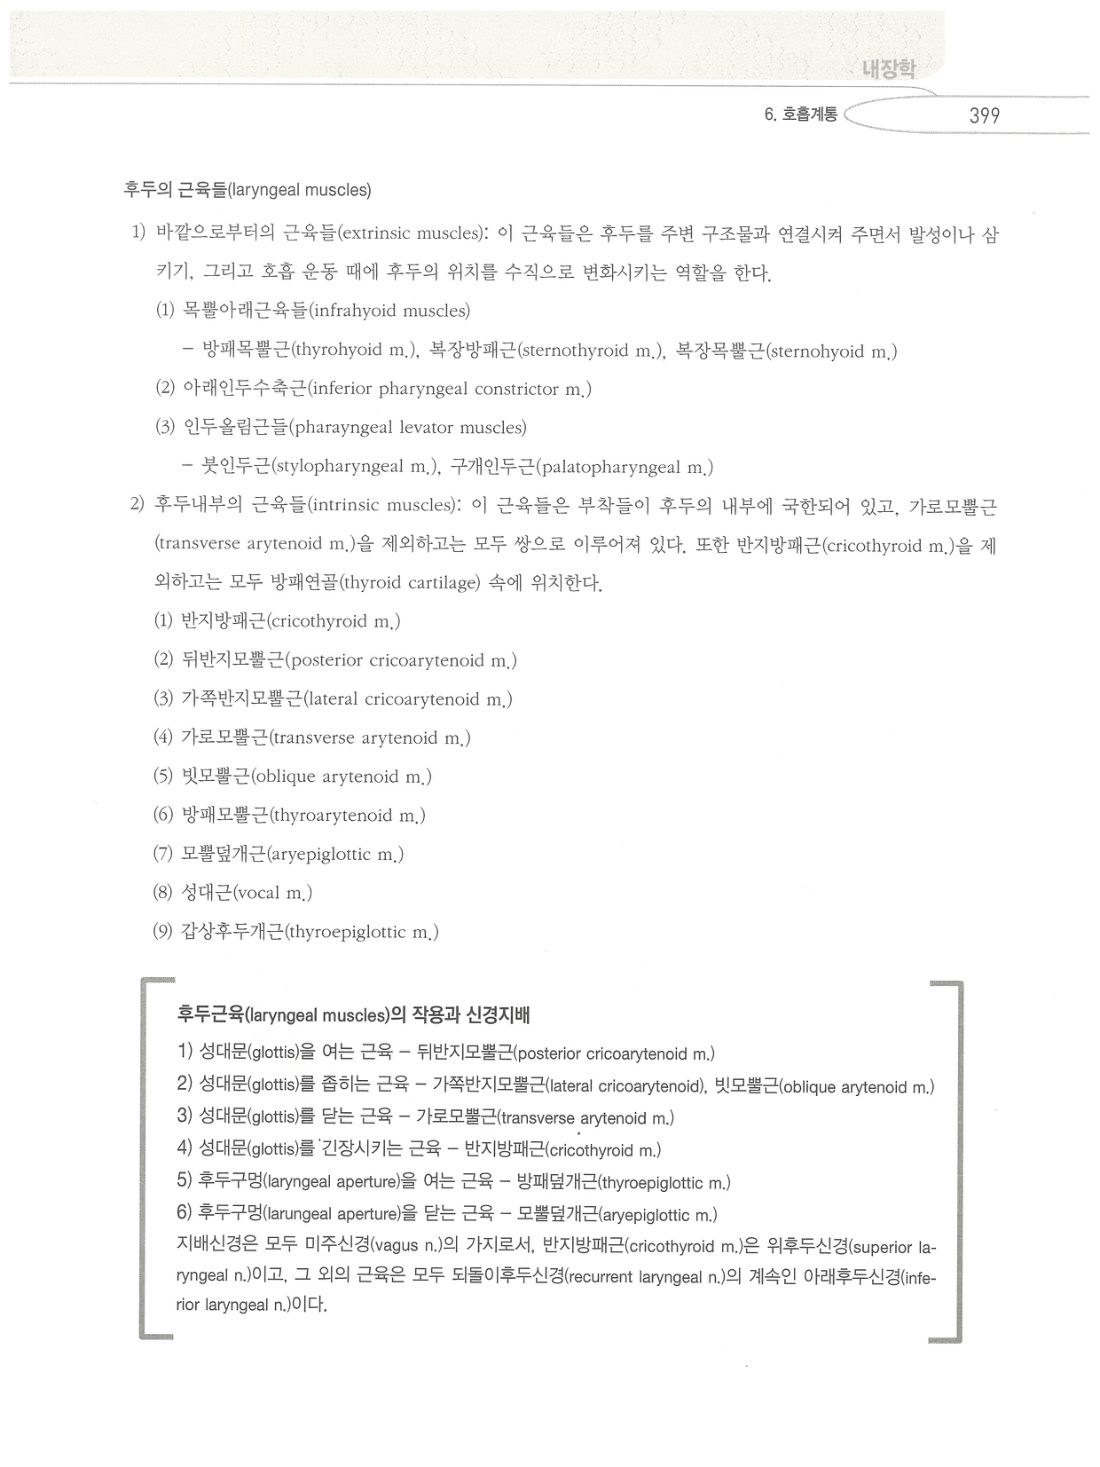 내장학
6. 호흡계통
399
후두의 근육들(laryngeal muscles)
1) 바깥으로부터의 근육들(extrinsic muscles): 이 근육들은 후두를 주변 구조물과 연결시켜 주면서 발성이나 삼
키기, 그리고 호흡 운동 때에 후두의 위치를 수직으로 변화시키는 역할을 한다.
(1) 목뿔아래근육들(infrahyoid muscles)
– 방패목뿔근(thyrohyoid m.), 복장방패근(sternothyroid m.), 복장목뿔근(sternohyoid m.)
(2) 아래인두수축근(inferior pharyngeal constrictor m.)
(3) 인두올림근들(pharayngeal levator muscles)
– 붓인두근(stylopharyngeal m.), 구개인두근(palatopharyngeal m.)
2) 후두내부의 근육들(intrinsic muscles): 이 근육들은 부착들이 후두의 내부에 국한되어 있고, 가로모뿔근
(transverse arytenoid m.)을 제외하고는 모두 쌍으로 이루어져 있다. 또한 반지방패근(cricothyroid m.)을 제
외하고는 모두 방패연골(thyroid cartilage) 속에 위치한다.
(1) 반지방패근(cricothyroid m.)
(2) 뒤반지모뿔근(posterior cricoarytenoid m.)
(3) 가쪽반지모뿔근(lateral cricoarytenoid m.)
(4) 가로모뿔근(transverse arytenoid m.)
(5) 빗모뿔근(oblique arytenoid m.)
(6) 방패모뿔근(thyroarytenoid m.)
(7) 모뿔덮개근(aryepiglottic m.)
(8) 성대근(vocal m.)
(9) 갑상후두개근(thyroepiglottic m.)
후두근육(laryngeal muscles)의 작용과 신경지배
1) 성대문(glottis)을 여는 근육 – 뒤반지모뿔근(posterior cricoarytenoid m.)
2) 성대문(glottis)를 좁히는 근육 – 가쪽반지모뿔근(lateral cricoarytenoid), 빗모뿔근(oblique arytenoid m.)
3) 성대문(glottis)를 닫는 근육 – 가로모뿔근(transverse arytenoid m.)
4) 성대문(glottis)를 긴장시키는 근육 – 반지방패근(cricothyroid m.)
5) 후두구멍(laryngeal aperture)을 여는 근육 – 방패덮개근(thyroepiglottic m.)
6) 후두구멍(larungeal aperture)을 닫는 근육 – 모뿔덮개근(aryepiglottic m.)
지배신경은 모두 미주신경(vagus n.)의 가지로서, 반지방패근(cricothyroid m.)은 위후두신경(superior la-
ryngeal n.)이고, 그 외의 근육은 모두 되돌이후두신경(recurrent laryngeal n.)의 계속인 아래후두신경(infe-
rior laryngeal n.)이다.